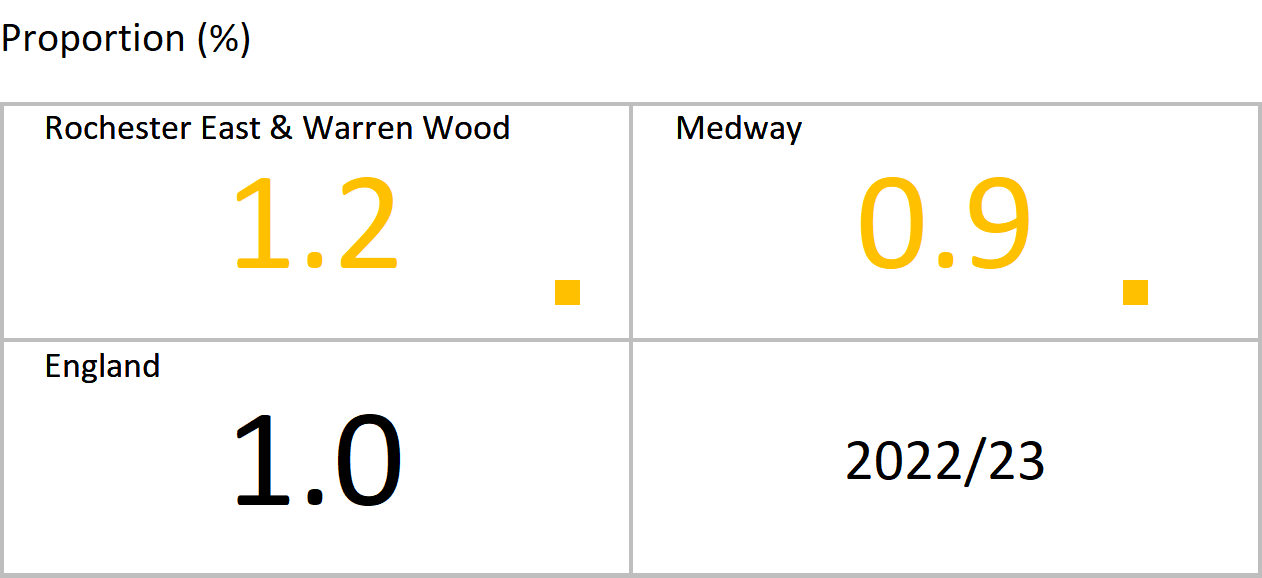 Proportion (%)
Rochester East & Warren Wood
1.2
Medway
0.9
England
1.0
2022/23